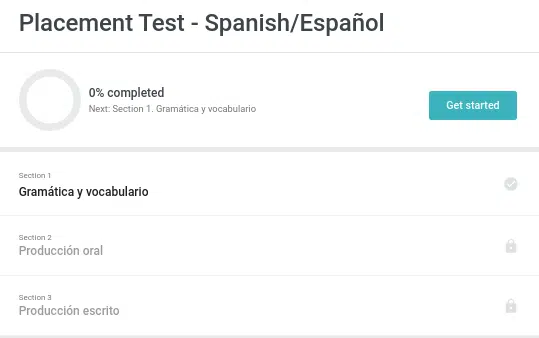 Placement Test - Spanish/Español
0% completed
Next: Section 1. Gramática y vocabulario
Get started
Section 1
Gramática y vocabulario
Section 2
Producción oral
Section 3
Producción escrito